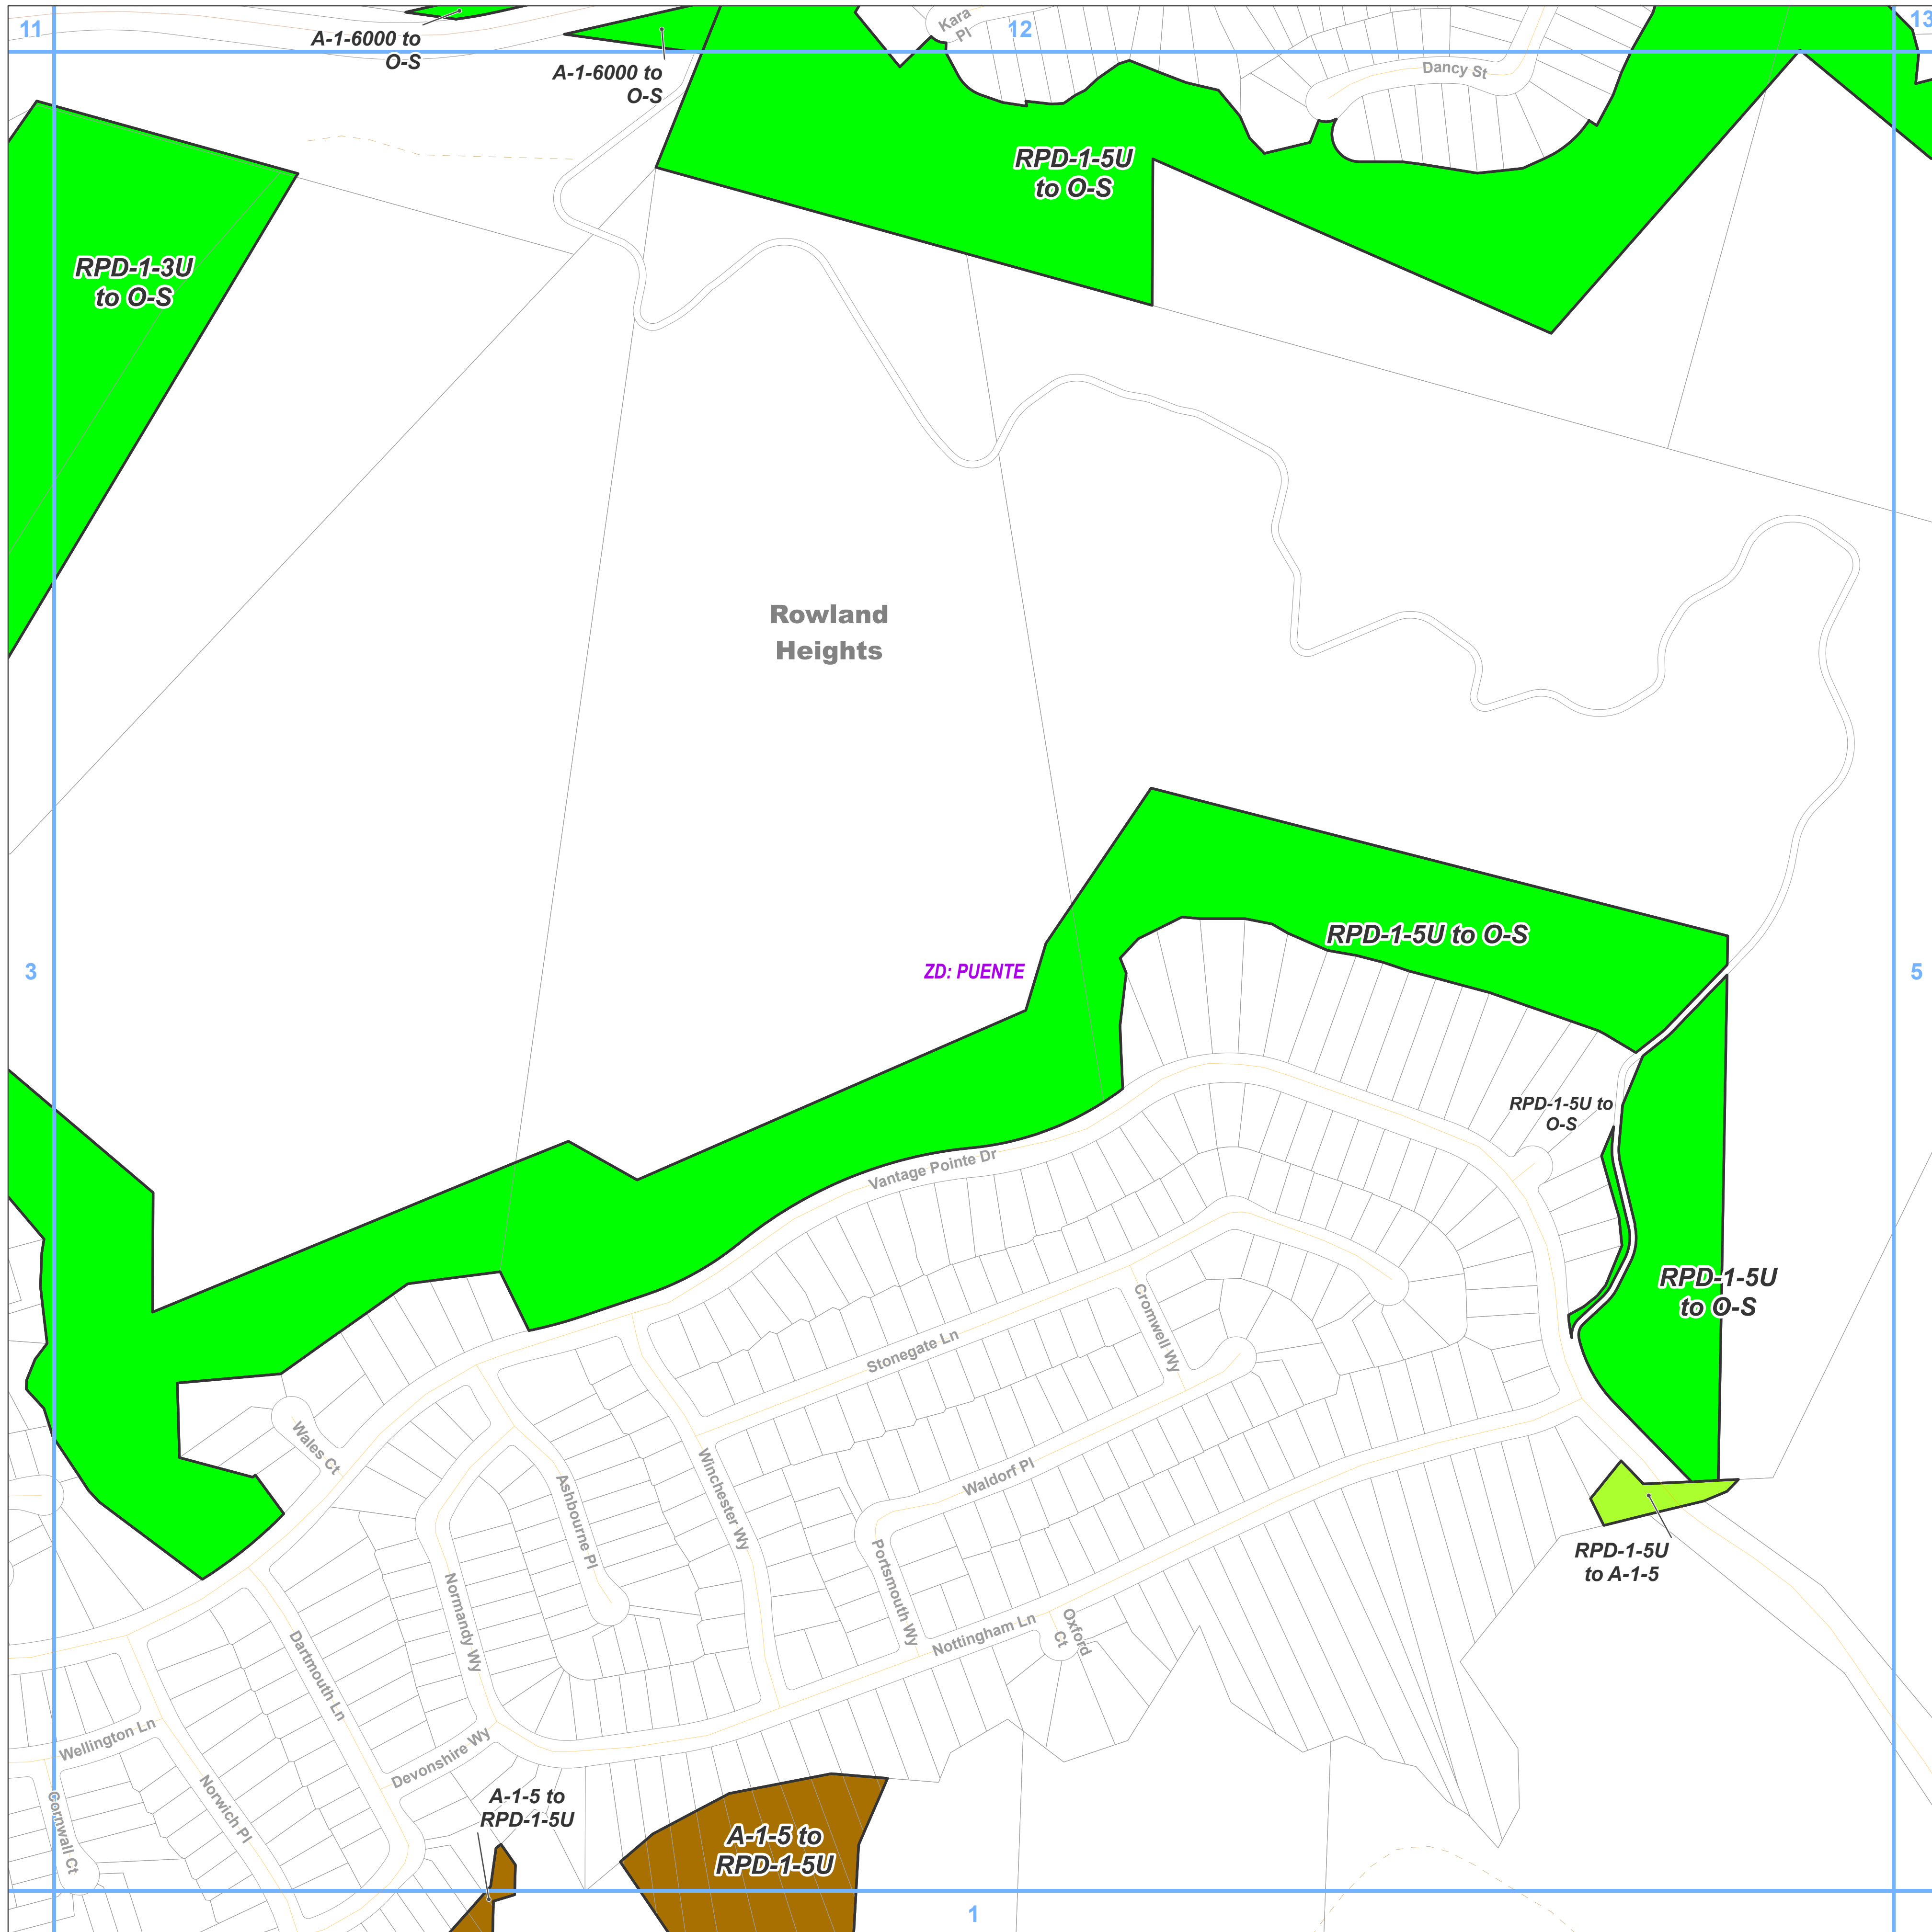 11
A-1-6000 to
O-S
A-1-6000 to
O-S
Kara
Pl
12
Dancy St
13
RPD-1-5U
to O-S
RPD-1-3U
to O-S
Rowland
Heights
RPD-1-5U to O-S
3
ZD: PUENTE
5
RPD-1-5U to
O-S
Vantage Pointe Dr
RPD-1-5U
to O-S
Cromwell Wy
Stonegate Ln
Wales Ct
Winchester Wy
Waldorf Pl
Ashbourne Pl
RPD-1-5U
to A-1-5
Portsmouth Wy
Normandy Wy
Oxford
Ct
Nottingham Ln
Dartmouth Ln
Wellington Ln
Devonshire Wy
Norwich Pl
Cornwall Ct
A-1-5 to
RPD-1-5U
A-1-5 to
RPD-1-5U
1